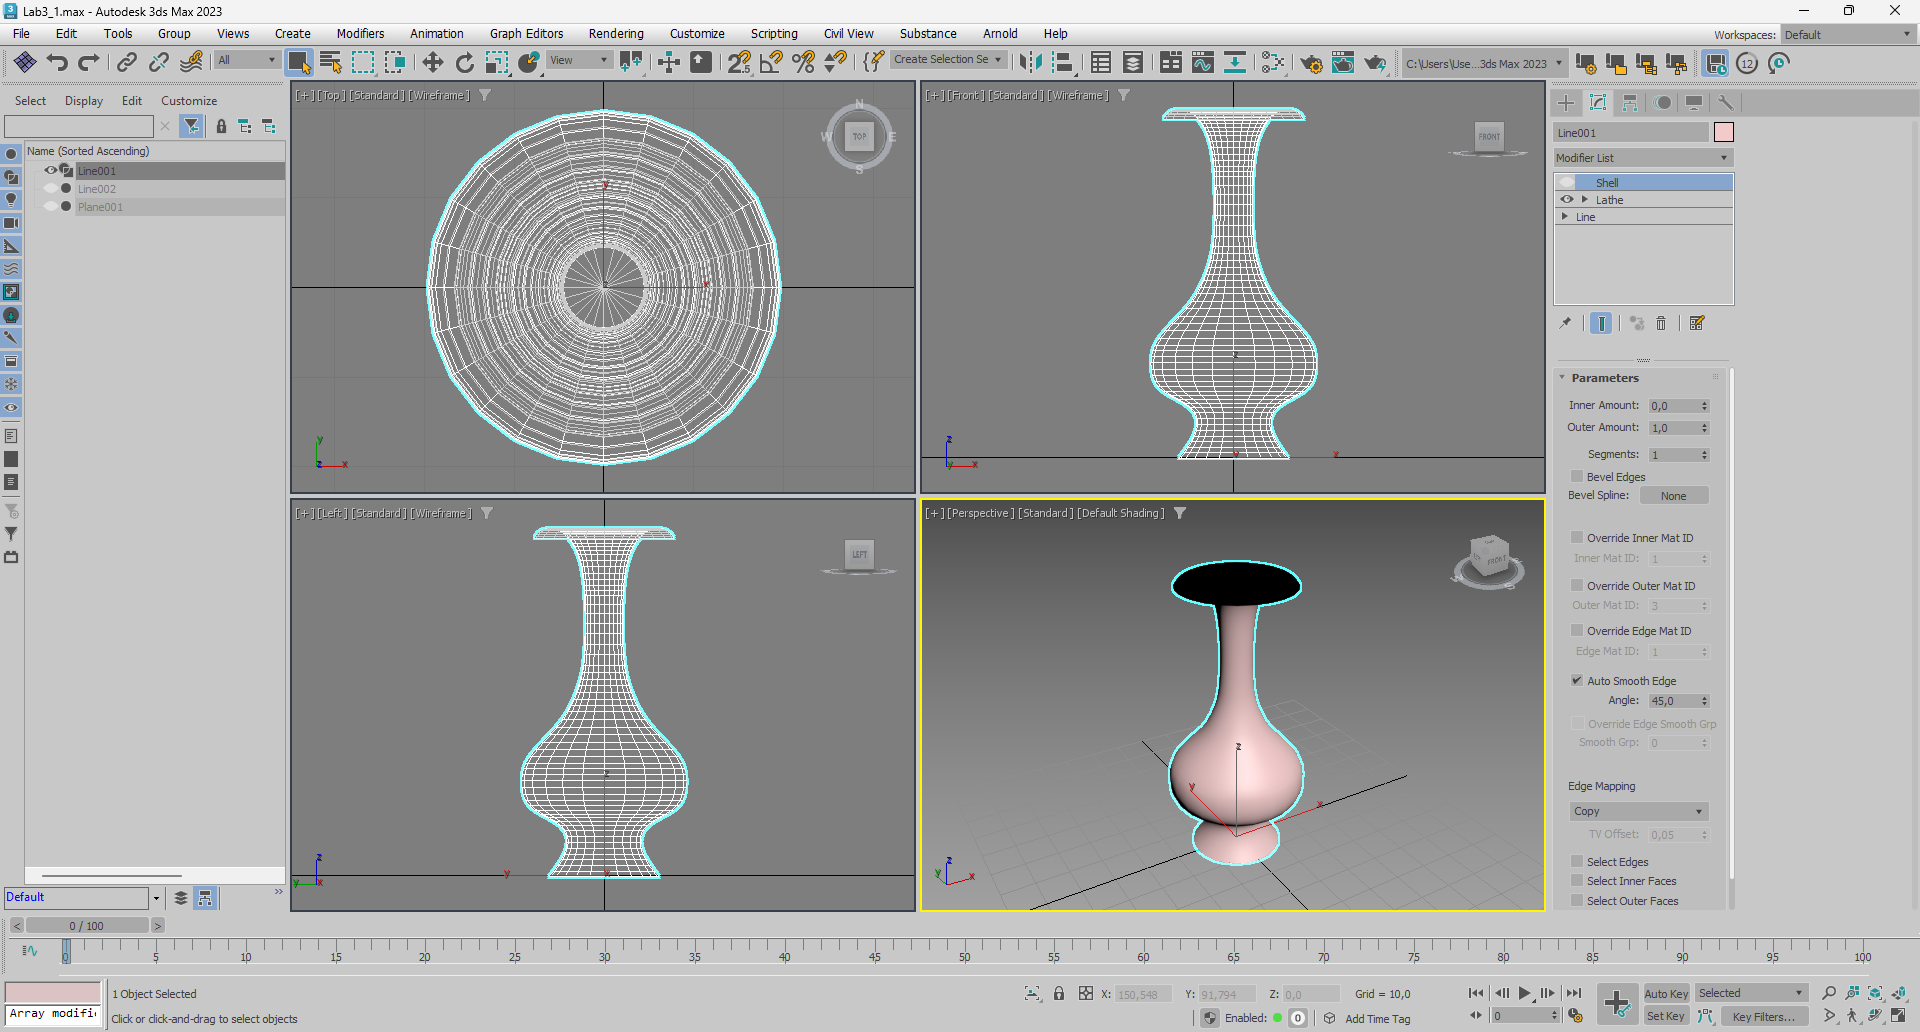 Lab3_1.max - Autodesk 3ds Max 2023
File Edit Tools Group Views Create Modifiers Animation Graph Editors Rendering Customize Scripting Civil View Substance Arnold Help
Workspaces: Default
All
View
Create Selection Se
C:\Users\Use...3ds Max 2023
12
Select Display Edit Customize
Name (Sorted Ascending)
Line001
Line002
Plane001
Default
[+] [Top] [Standard] [Wireframe]
N
W TOP E
S
[+] [Front] [Standard] [Wireframe]
FRONT
[+] [Left] [Standard] [Wireframe]
LEFT
[+] [Perspective] [Standard] [Default Shading]
FRONT
Line001
Modifier List
Shell
Lathe
Line
Parameters
Inner Amount: 0,0
Outer Amount: 1,0
Segments: 1
Bevel Edges
Bevel Spline: None
Override Inner Mat ID
Inner Mat ID: 1
Override Outer Mat ID
Outer Mat ID: 3
Override Edge Mat ID
Edge Mat ID: 1
Auto Smooth Edge
Angle: 45,0
Override Edge Smooth Grp
Smooth Grp: 0
Edge Mapping
Copy
TV Offset: 0,05
Select Edges
Select Inner Faces
Select Outer Faces
< 0 / 100 >
0 5 10 15 20 25 30 35 40 45 50 55 60 65 70 75 80 85 90 95 100
1 Object Selected
X: 150,548 Y: 91,794 Z: 0,0 Grid = 10,0
Auto Key Selected
Array modifi
Click or click-and-drag to select objects
Enabled: 0 Add Time Tag
0
Set Key Key Filters...